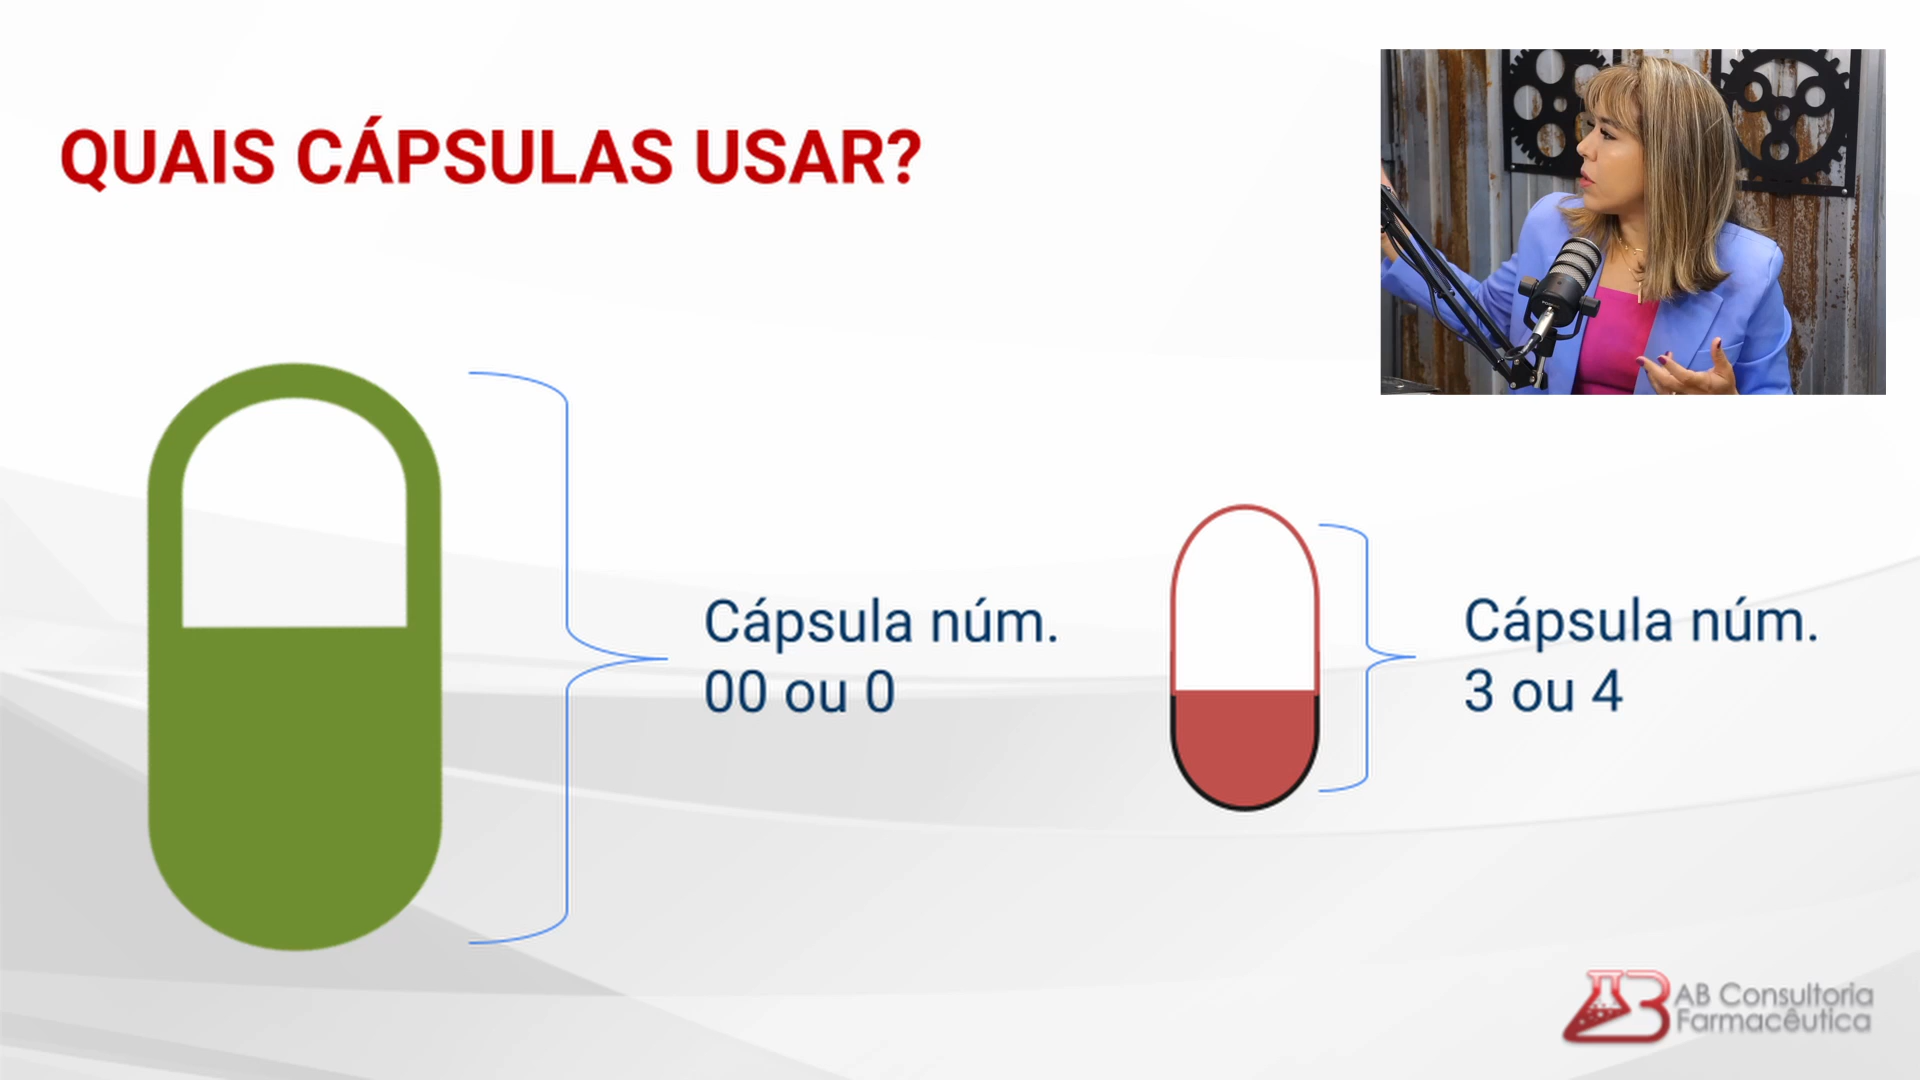 QUAIS CÁPSULAS USAR?
Cápsula núm.
00 ou 0
Cápsula núm.
3 ou 4
AB Consultoria
Farmacêutica